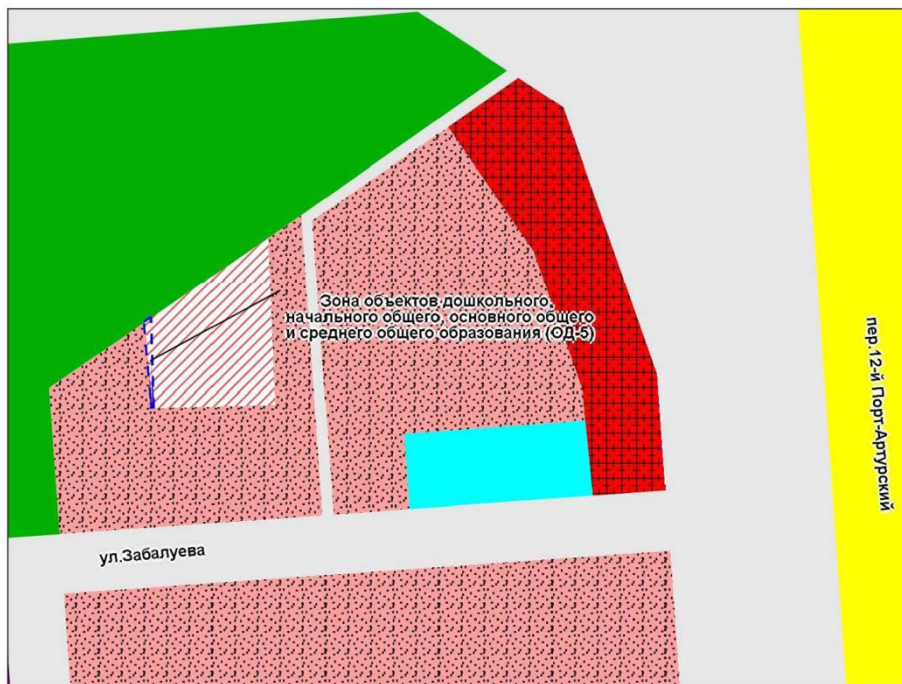 Зона объектов дошкольного,
начального общего, основного общего
и среднего общего образования (ОД-5)
пер.12-й Порт-Артурский
ул.Забалуева